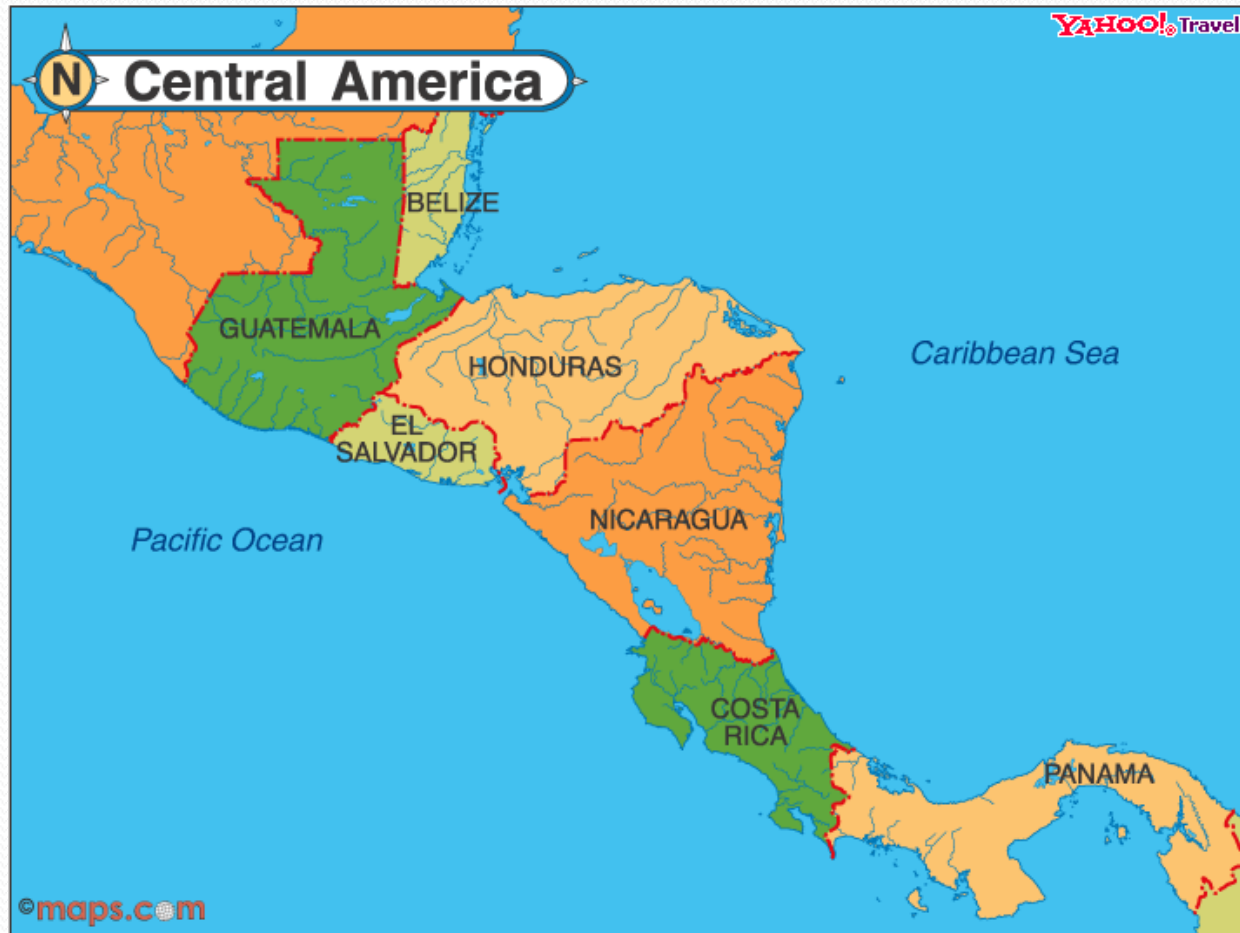 YAHOO!® Travel
N Central America
BELIZE
GUATEMALA
HONDURAS
Caribbean Sea
EL
SALVADOR
NICARAGUA
Pacific Ocean
COSTA
RICA
PANAMA
©maps.com